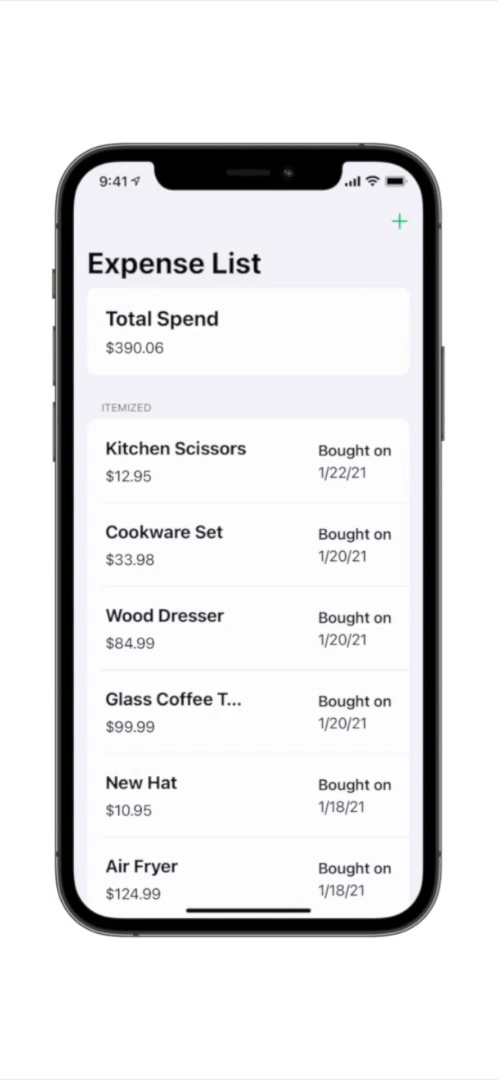 9:41
Expense List
Total Spend
$390.06
ITEMIZED
Kitchen Scissors
Bought on
$12.95
1/22/21
Cookware Set
Bought on
$33.98
1/20/21
Wood Dresser
Bought on
$84.99
1/20/21
Glass Coffee T...
Bought on
$99.99
1/20/21
New Hat
Bought on
$10.95
1/18/21
Air Fryer
Bought on
$124.99
1/18/21